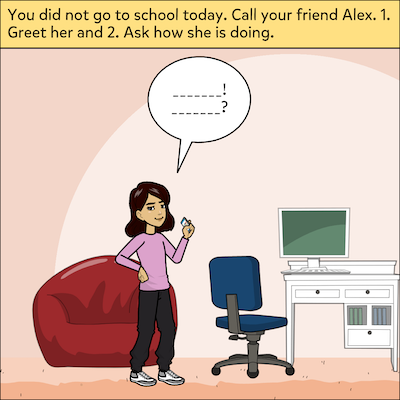 You did not go to school today. Call your friend Alex. 1.
Greet her and 2. Ask how she is doing.
_______!
_______?